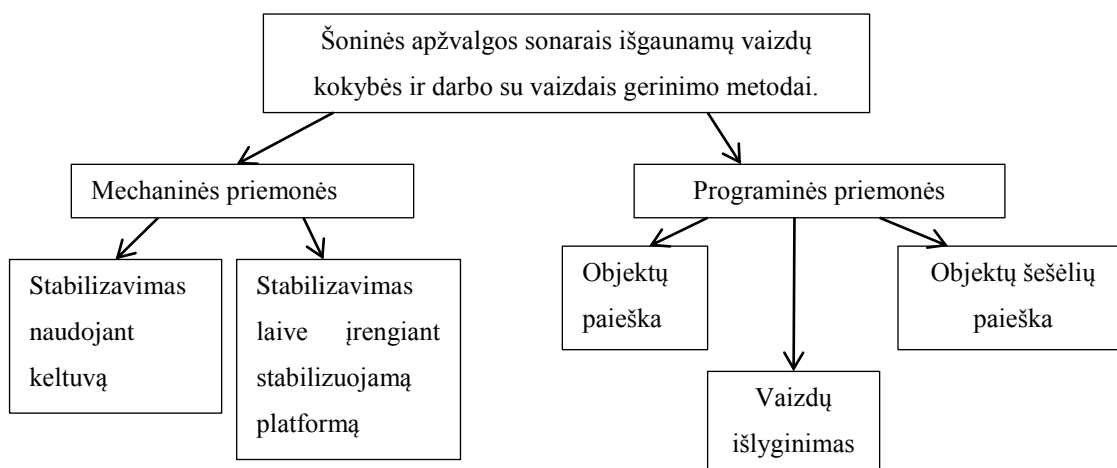 Šoninės apžvalgos sonarais išgaunamų vaizdų
kokybės ir darbo su vaizdais gerinimo metodai.
Mechaninės priemonės
Programinės priemonės
Stabilizavimas
naudojant
keltuvą
Stabilizavimas
laive įrengiant
stabilizuojamą
platformą
Objektų
paieška
Vaizdų
išlyginimas
Objektų šešėlių
paieška